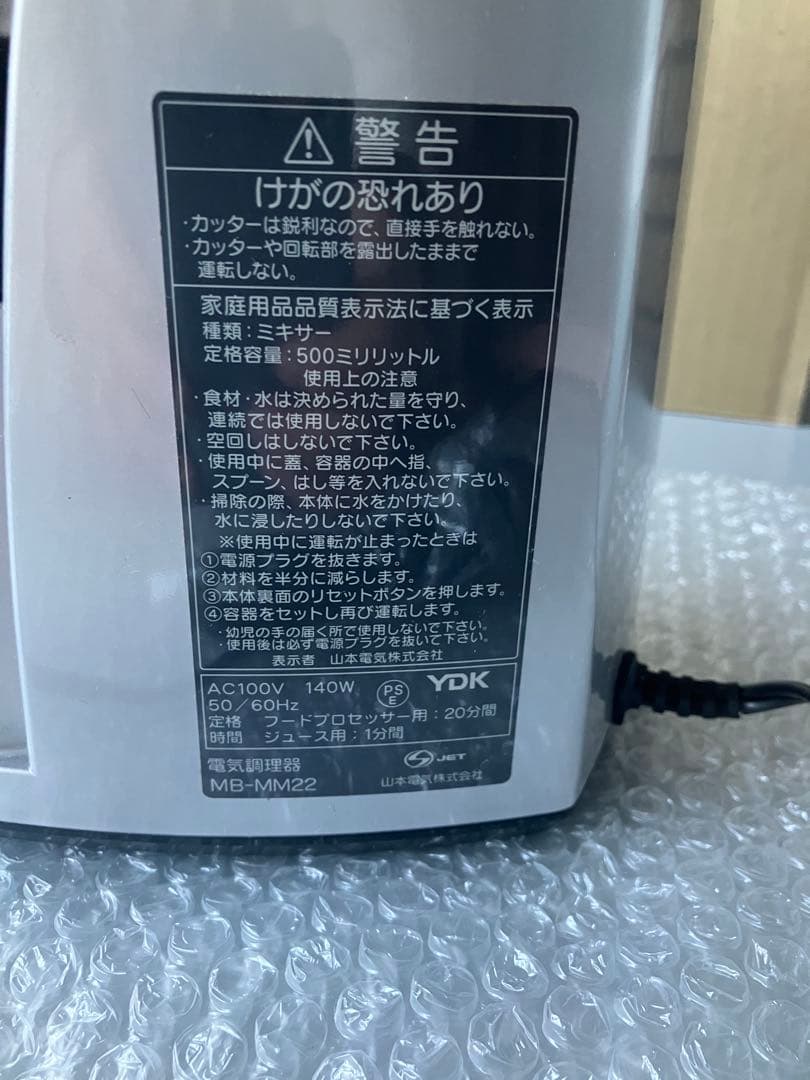 警告
けがの恐れあり
・カッターは鋭利なので、直接手を触れない。
・カッターや回転部を露出したままで
運転しない。
家庭用品品質表示法に基づく表示
種類：ミキサー
定格容量：500ミリリットル
使用上の注意
・食材・水は決められた量を守り、
連続では使用しないで下さい。
・空回しはしないで下さい。
・使用中に蓋、容器の中へ指、
スプーン、はし等を入れないで下さい。
・掃除の際、本体に水をかけたり、
水に浸したりしないで下さい。
※使用中に運転が止まったときは
①電源プラグを抜きます。
②材料を半分に減らします。
③本体裏面のリセットボタンを押します。
④容器をセットし再び運転します。
・幼児の手の届く所で使用しないで下さい。
・使用後は必ず電源プラグを抜いて下さい。
表示者 山本電気株式会社
AC100V 140W PSE YDK
50／60Hz
定格 フードプロセッサー用：20分間
時間 ジュース用：1分間
電気調理器 S JET
MB-MM22 山本電気株式会社